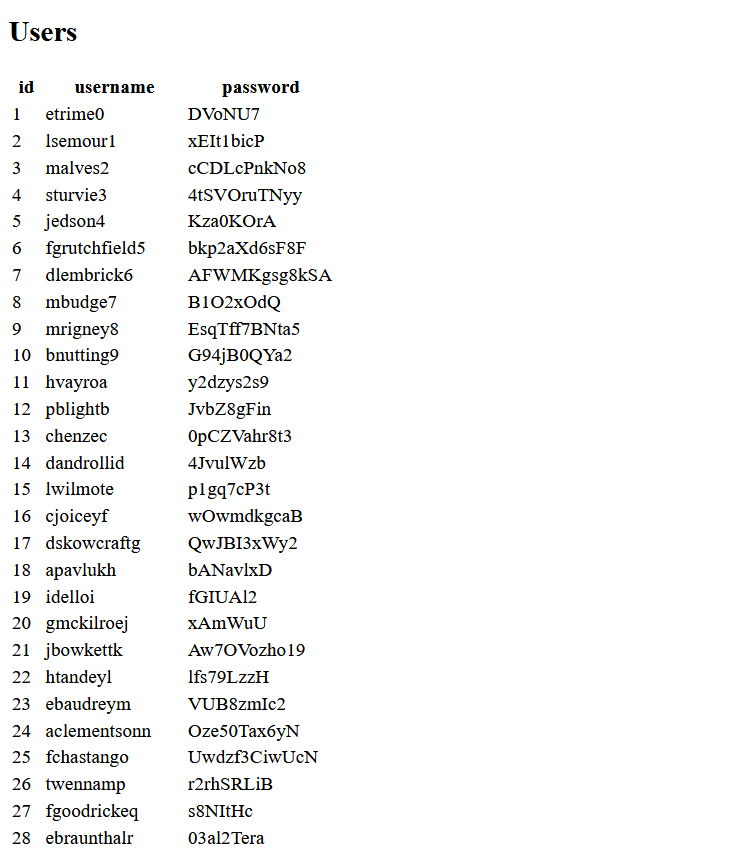 Users
id username password
1 etrime0 DVoNU7
2 lsemour1 xEIt1bicP
3 malves2 cCDLcPnkNo8
4 sturvie3 4tSVOruTNyy
5 jedson4 Kza0KOrA
6 fgrutchfield5 bkp2aXd6sF8F
7 dlembrick6 AFWMKgsg8kSA
8 mbudge7 B1O2xOdQ
9 mrigney8 EsqTff7BNta5
10 bnutting9 G94jB0QYa2
11 hvayroa y2dzys2s9
12 pblightb JvbZ8gFin
13 chenzec 0pCZVahr8t3
14 dandrollid 4JvulWzb
15 lwilmote p1gq7cP3t
16 cjoiceyf wOwmdkgcaB
17 dskowcraftg QwJBI3xWy2
18 apavlukh bANavlxD
19 idelloi fGIUAl2
20 gmckilroej xAmWuU
21 jbowkettk Aw7OVozho19
22 htandeyl lfs79LzzH
23 ebaudreym VUB8zmIc2
24 aclementsonn Oze50Tax6yN
25 fchastango Uwdzf3CiwUcN
26 twennamp r2rhSRLiB
27 fgoodrickeq s8NItHc
28 ebraunthalr 03al2Tera